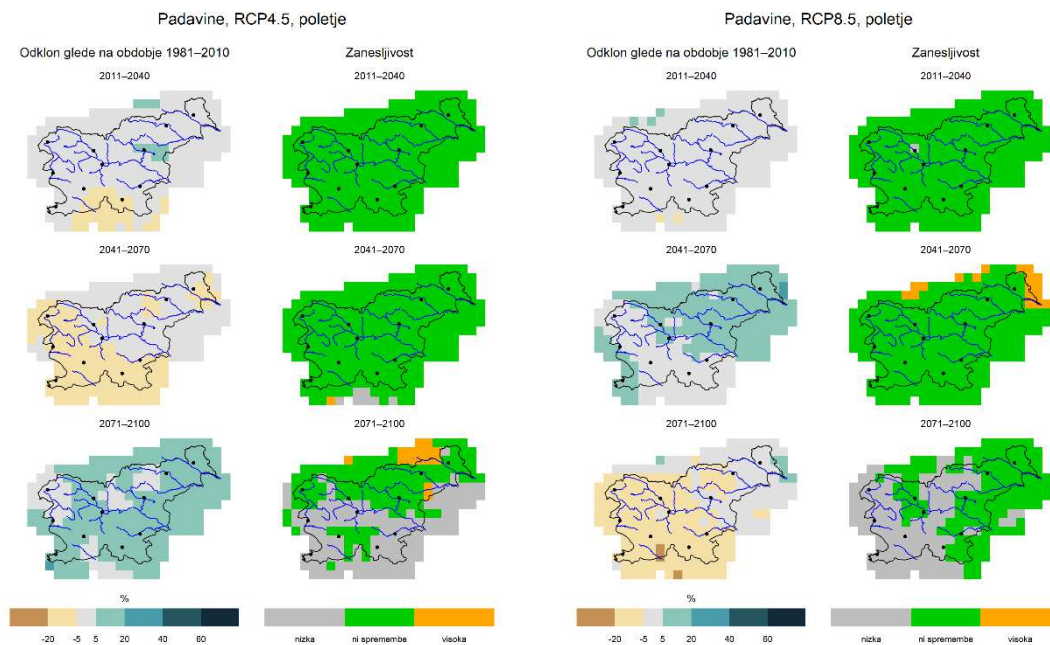 Padavine, RCP4.5, poletje
Odklon glede na obdobje 1981–2010
Zanesljivost
2011–2040
2011–2040
2041–2070
2041–2070
2071–2100
2071–2100
%
-20 -5 5 20 40 60
nizka ni spremembe visoka
Padavine, RCP8.5, poletje
Odklon glede na obdobje 1981–2010
Zanesljivost
2011–2040
2011–2040
2041–2070
2041–2070
2071–2100
2071–2100
%
-20 -5 5 20 40 60
nizka ni spremembe visoka